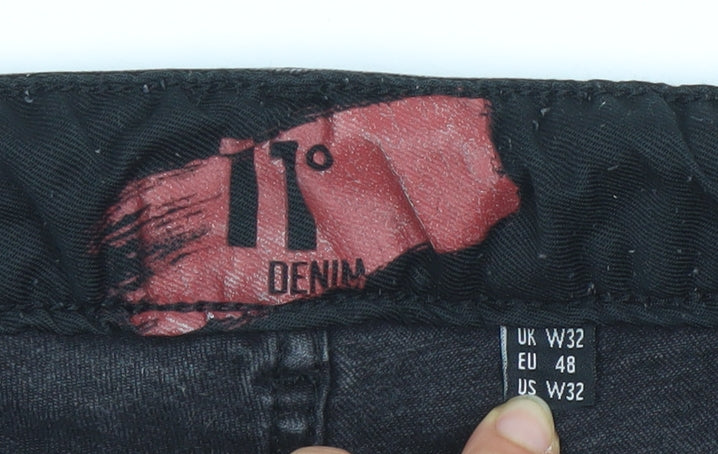 11°
DENIM
UK W32
EU 48
US W32